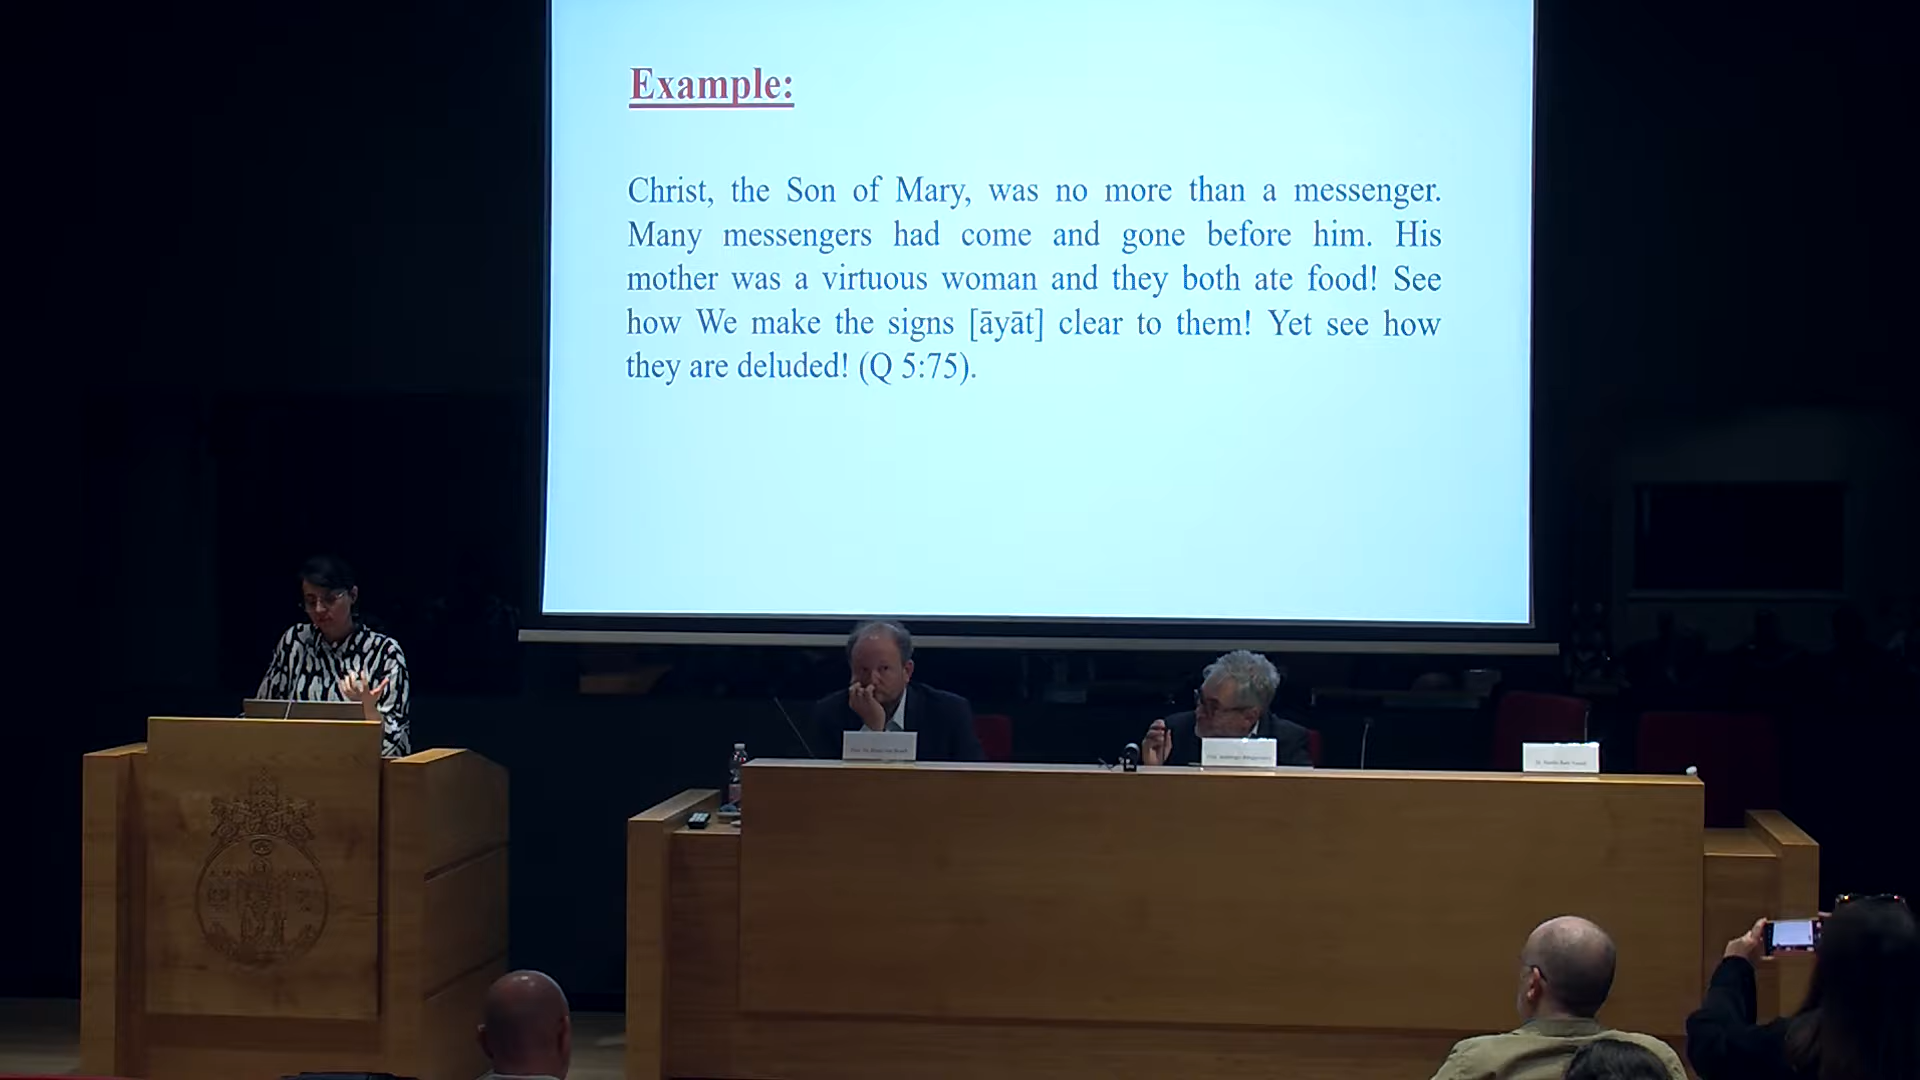 Example:
Christ, the Son of Mary, was no more than a messenger.
Many messengers had come and gone before him. His
mother was a virtuous woman and they both ate food! See
how We make the signs [āyāt] clear to them! Yet see how
they are deluded! (Q 5:75).